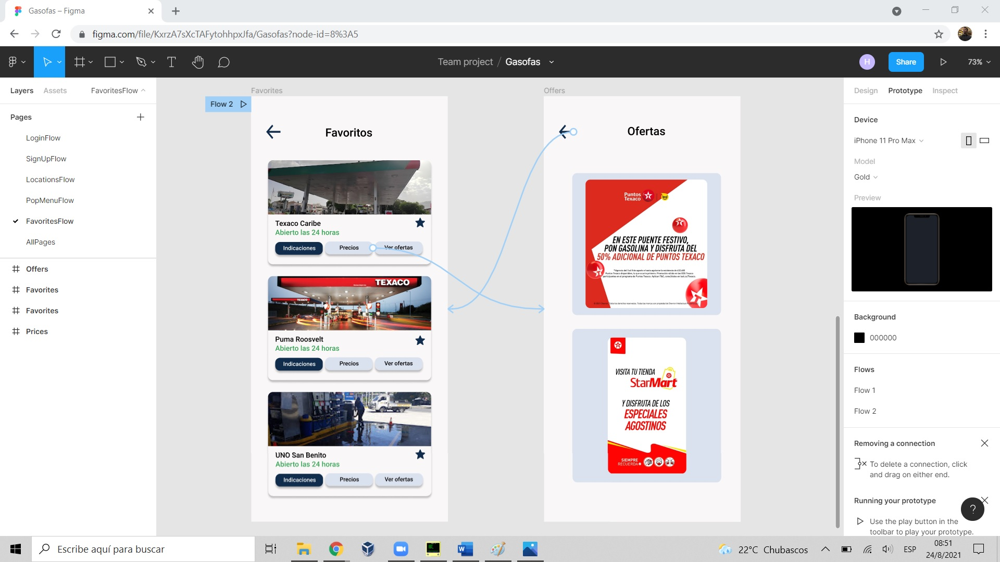 Gasofas – Figma
figma.com/file/KxrzA7sXcTAFytohhpxJfa/Gasofas?node-id=8%3A5
Team project / Gasofas
H
Share
73%
Layers
Assets
FavoritesFlow
Pages
LoginFlow
SignUpFlow
LocationsFlow
PopMenuFlow
FavoritesFlow
AllPages
Offers
Favorites
Favorites
Prices
Favorites
Flow 2
Favoritos
Texaco Caribe
Abierto las 24 horas
Indicaciones
Precios
Ver ofertas
TEXACO
TEXACO
Puma Roosvelt
Abierto las 24 horas
Indicaciones
Precios
Ver ofertas
UNO San Benito
Abierto las 24 horas
Indicaciones
Precios
Ver ofertas
Offers
Ofertas
Puntos
Texaco
leal
EN ESTE PUENTE FESTIVO,
PON GASOLINA Y DISFRUTA DEL
50% ADICIONAL DE PUNTOS TEXACO
VISITA TU TIENDA
StarMart
Y DISFRUTA DE LOS
ESPECIALES
AGOSTINOS
SIEMPRE
RECUERDA
Design
Prototype
Inspect
Device
iPhone 11 Pro Max
Model
Gold
Preview
Background
000000
Flows
Flow 1
Flow 2
Removing a connection
To delete a connection, click
and drag on either end.
Running your prototype
?
Use the play button in the
toolbar to play your prototype.
Escribe aquí para buscar
22°C Chubascos
ESP
08:51
24/8/2021